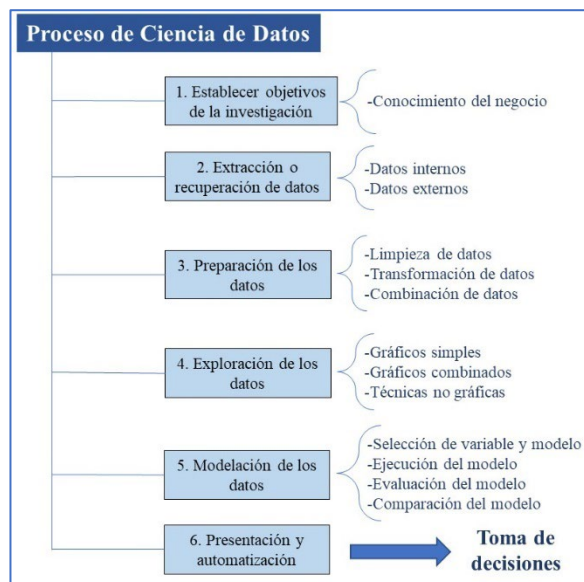 Proceso de Ciencia de Datos
1. Establecer objetivos
de la investigación
-Conocimiento del negocio
2. Extracción o
recuperación de datos
-Datos internos
-Datos externos
3. Preparación de los
datos
-Limpieza de datos
-Transformación de datos
-Combinación de datos
4. Exploración de los
datos
-Gráficos simples
-Gráficos combinados
-Técnicas no gráficas
5. Modelación de los
datos
-Selección de variable y modelo
-Ejecución del modelo
-Evaluación del modelo
-Comparación del modelo
6. Presentación y
automatización
Toma de
decisiones